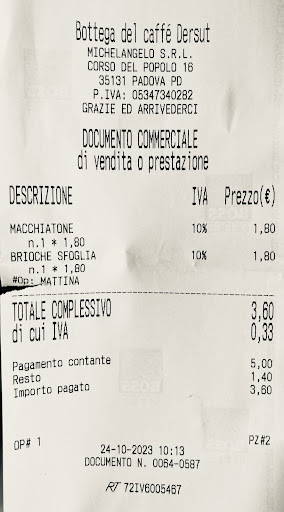 Bottega del caffé Dersut
MICHELANGELO S.R.L.
CORSO DEL POPOLO 16
35131 PADOVA PD
P.IVA: 05347340282
GRAZIE ED ARRIVEDERCI
DOCUMENTO COMMERCIALE
di vendita o prestazione
DESCRIZIONE IVA Prezzo(€)
MACCHIATONE 10% 1,80
n.1 * 1,80
BRIOCHE SFOGLIA 10% 1,80
n.1 * 1,80
#Op: MATTINA
TOTALE COMPLESSIVO 3,60
di cui IVA 0,33
Pagamento contante 5,00
Resto 1,40
Importo pagato 3,60
OP# 1 PZ#2
24-10-2023 10:13
DOCUMENTO N. 0064-0587
RT 72IV6005467